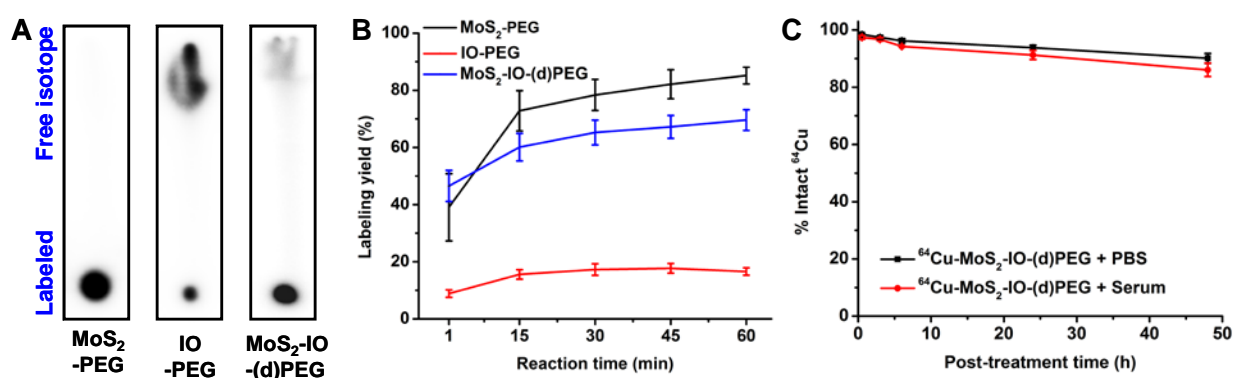 A
Free isotope
Labeled
MoS2
-PEG
IO
-PEG
MoS2-IO
-(d)PEG
B
MoS2-PEG
IO-PEG
MoS2-IO-(d)PEG
Labeling yield (%)
100
80
60
40
20
0
1 15 30 45 60
Reaction time (min)
C
% Intact 64Cu
100
80
60
40
20
0
64Cu-MoS2-IO-(d)PEG + PBS
64Cu-MoS2-IO-(d)PEG + Serum
0 10 20 30 40 50
Post-treatment time (h)